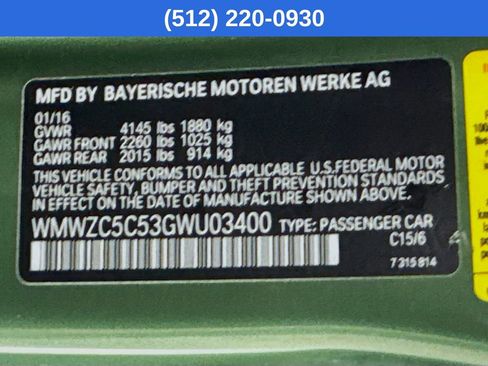 (512) 220-0930
MFD BY BAYERISCHE MOTOREN WERKE AG
01/16
GVWR 4145 lbs 1880 kg
GAWR FRONT 2260 lbs 1025 kg
GAWR REAR 2015 lbs 914 kg
THIS VEHICLE CONFORMS TO ALL APPLICABLE U.S. FEDERAL MOTOR
VEHICLE SAFETY, BUMPER, AND THEFT PREVENTION STANDARDS
IN EFFECT ON THE DATE OF MANUFACTURE SHOWN ABOVE.
WMWZC5C53GWU03400 TYPE: PASSENGER CAR
C15/6
7315814